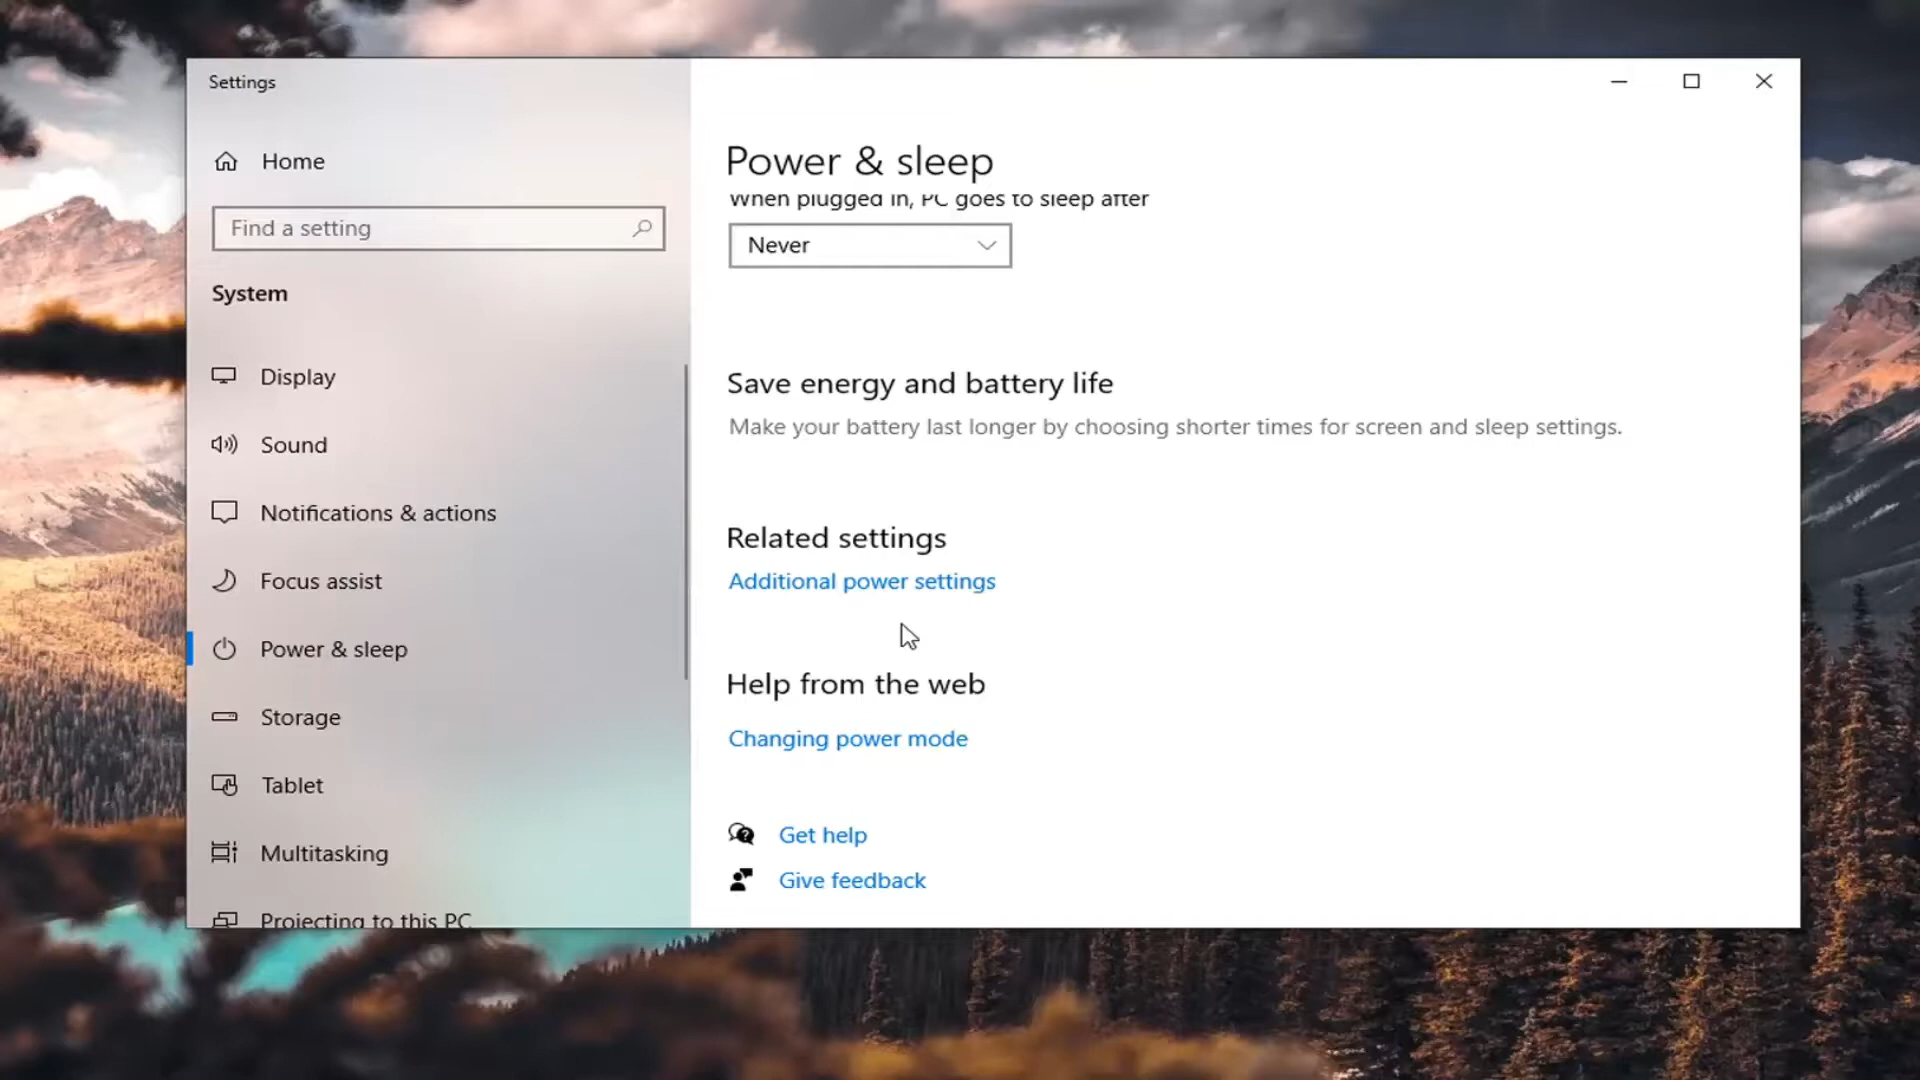 Settings
Home
Find a setting
System
Display
Sound
Notifications & actions
Focus assist
Power & sleep
Storage
Tablet
Multitasking
Projecting to this PC
Power & sleep
When plugged in, PC goes to sleep after
Never
Save energy and battery life
Make your battery last longer by choosing shorter times for screen and sleep settings.
Related settings
Additional power settings
Help from the web
Changing power mode
Get help
Give feedback